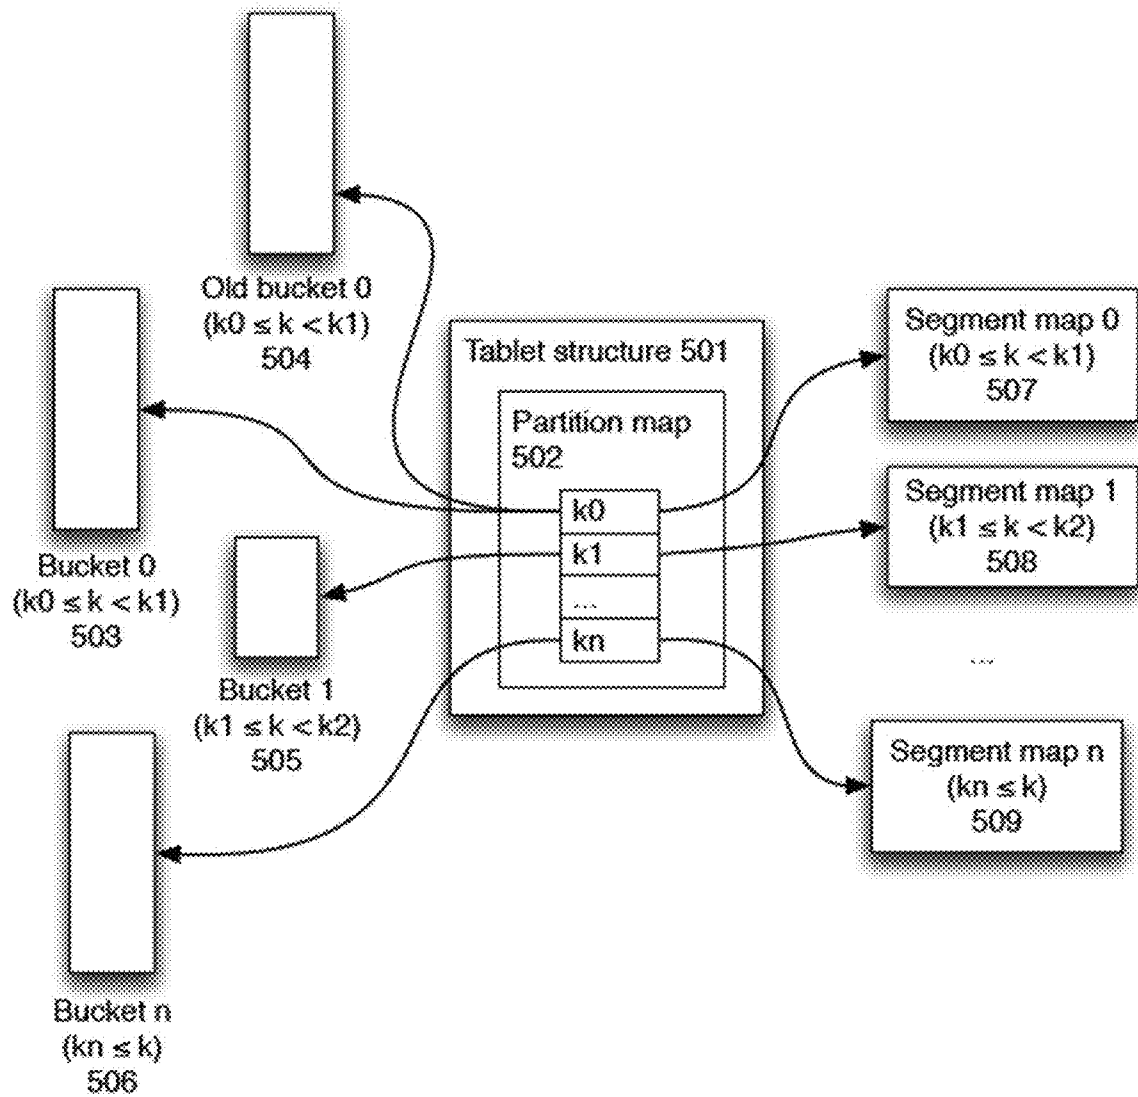 Old bucket 0
(k0 ≤ k < k1)
504
Bucket 0
(k0 ≤ k < k1)
503
Bucket 1
(k1 ≤ k < k2)
505
Bucket n
(kn ≤ k)
506
Tablet structure 501
Partition map
502
k0
k1
...
kn
Segment map 0
(k0 ≤ k < k1)
507
Segment map 1
(k1 ≤ k < k2)
508
...
Segment map n
(kn ≤ k)
509